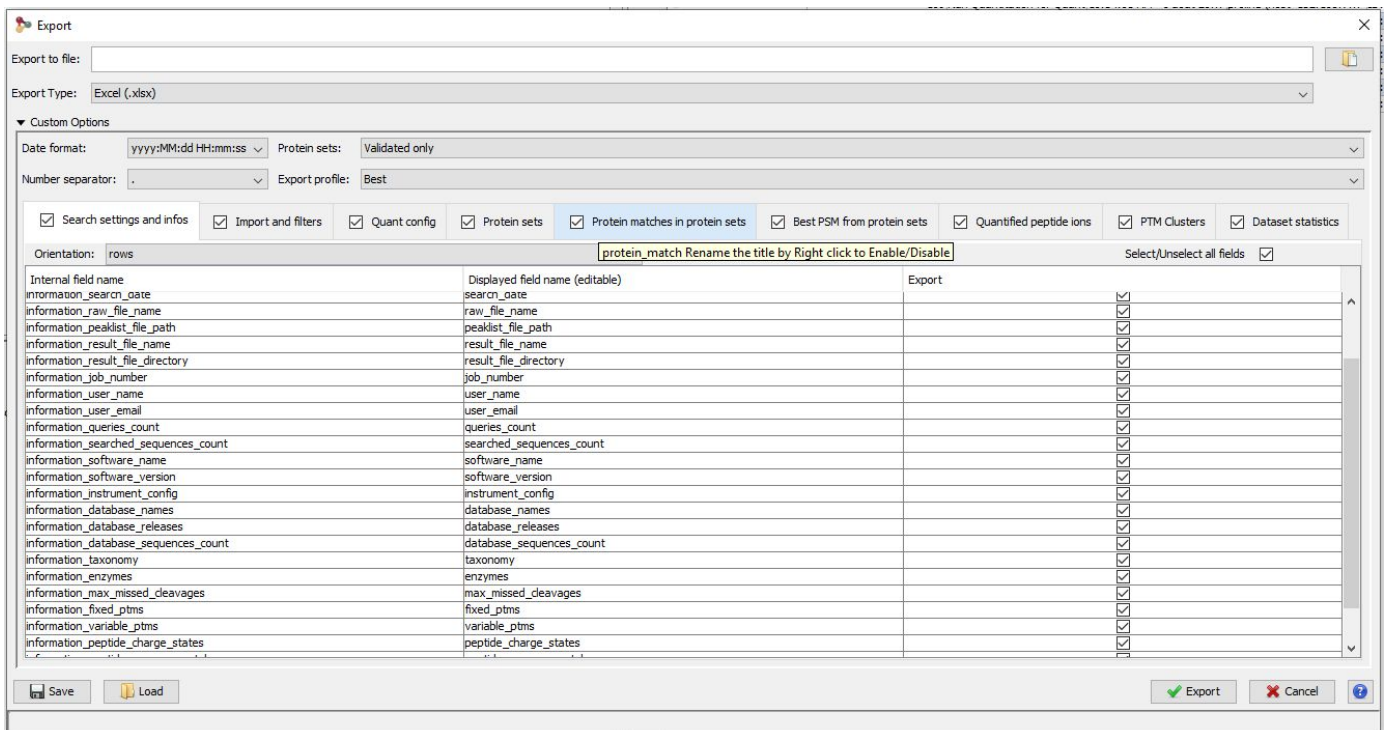 Export
Export to file:
Export Type: Excel (.xlsx)
Custom Options
Date format: yyyy:MM:dd HH:mm:ss Protein sets: Validated only
Number separator: . Export profile: Best
Search settings and infos Import and filters Quant config Protein sets Protein matches in protein sets Best PSM from protein sets Quantified peptide ions PTM Clusters Dataset statistics
Orientation: rows protein_match Rename the title by Right click to Enable/Disable Select/Unselect all fields
Internal field name Displayed field name (editable) Export
information_search_date search_date
information_raw_file_name raw_file_name
information_peaklist_file_path peaklist_file_path
information_result_file_name result_file_name
information_result_file_directory result_file_directory
information_job_number job_number
information_user_name user_name
information_user_email user_email
information_queries_count queries_count
information_searched_sequences_count searched_sequences_count
information_software_name software_name
information_software_version software_version
information_instrument_config instrument_config
information_database_names database_names
information_database_releases database_releases
information_database_sequences_count database_sequences_count
information_taxonomy taxonomy
information_enzymes enzymes
information_max_missed_cleavages max_missed_cleavages
information_fixed_ptms fixed_ptms
information_variable_ptms variable_ptms
information_peptide_charge_states peptide_charge_states
Save Load Export Cancel ?